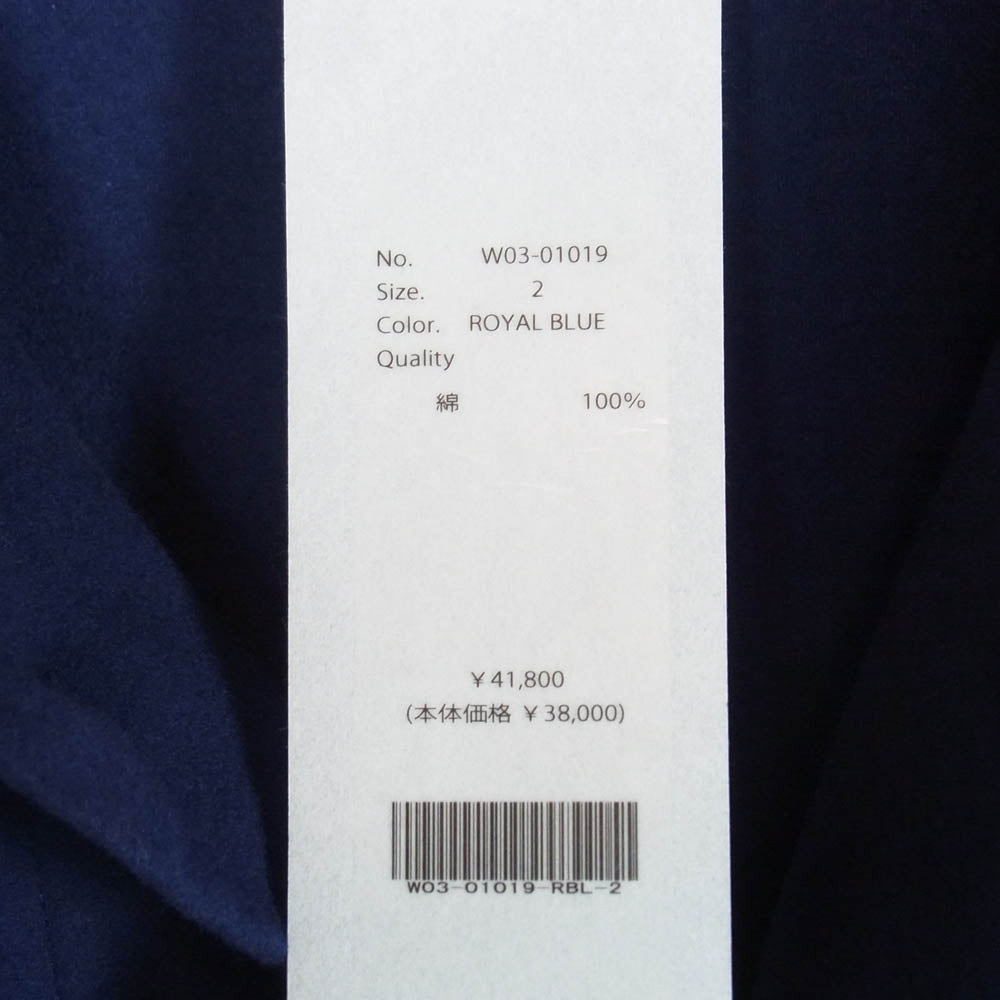 No. W03-01019
Size. 2
Color. ROYAL BLUE
Quality
綿 100%
￥41,800
(本体価格 ￥38,000)
W03-01019-RBL-2